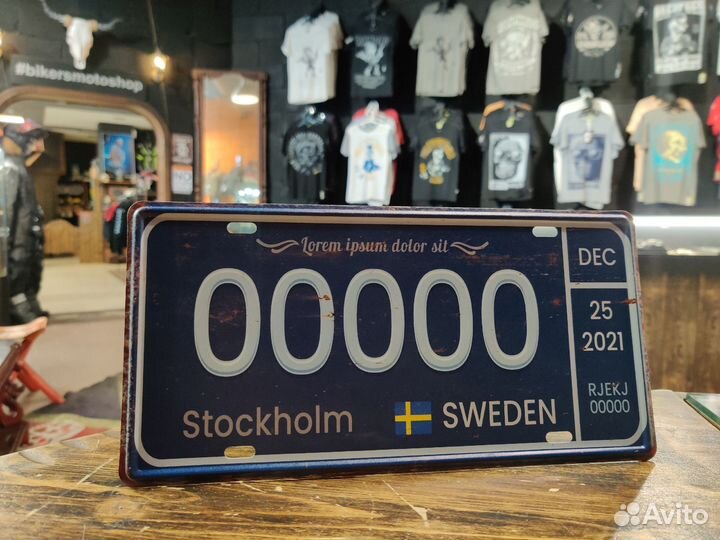 #bikersmotoshop
Lorem ipsum dolor sit
00000
DEC
25
2021
RJEKJ
00000
Stockholm
SWEDEN
Avito